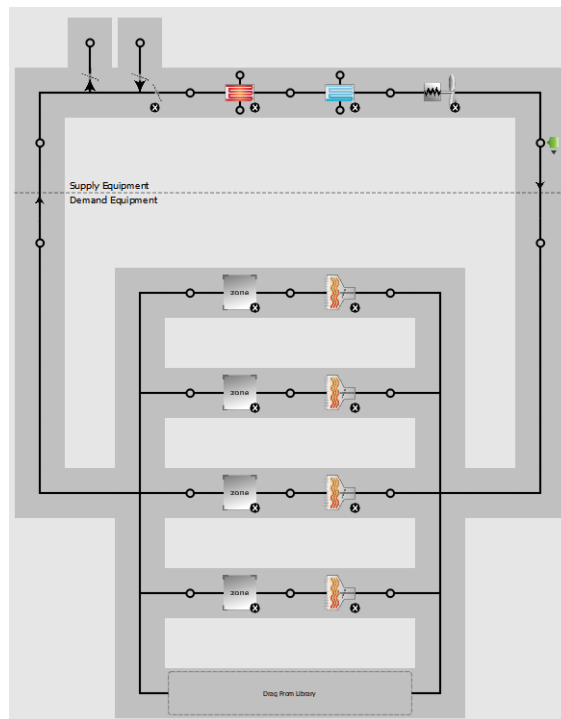 Supply Equipment
Demand Equipment
zone
zone
zone
zone
Drag From Library